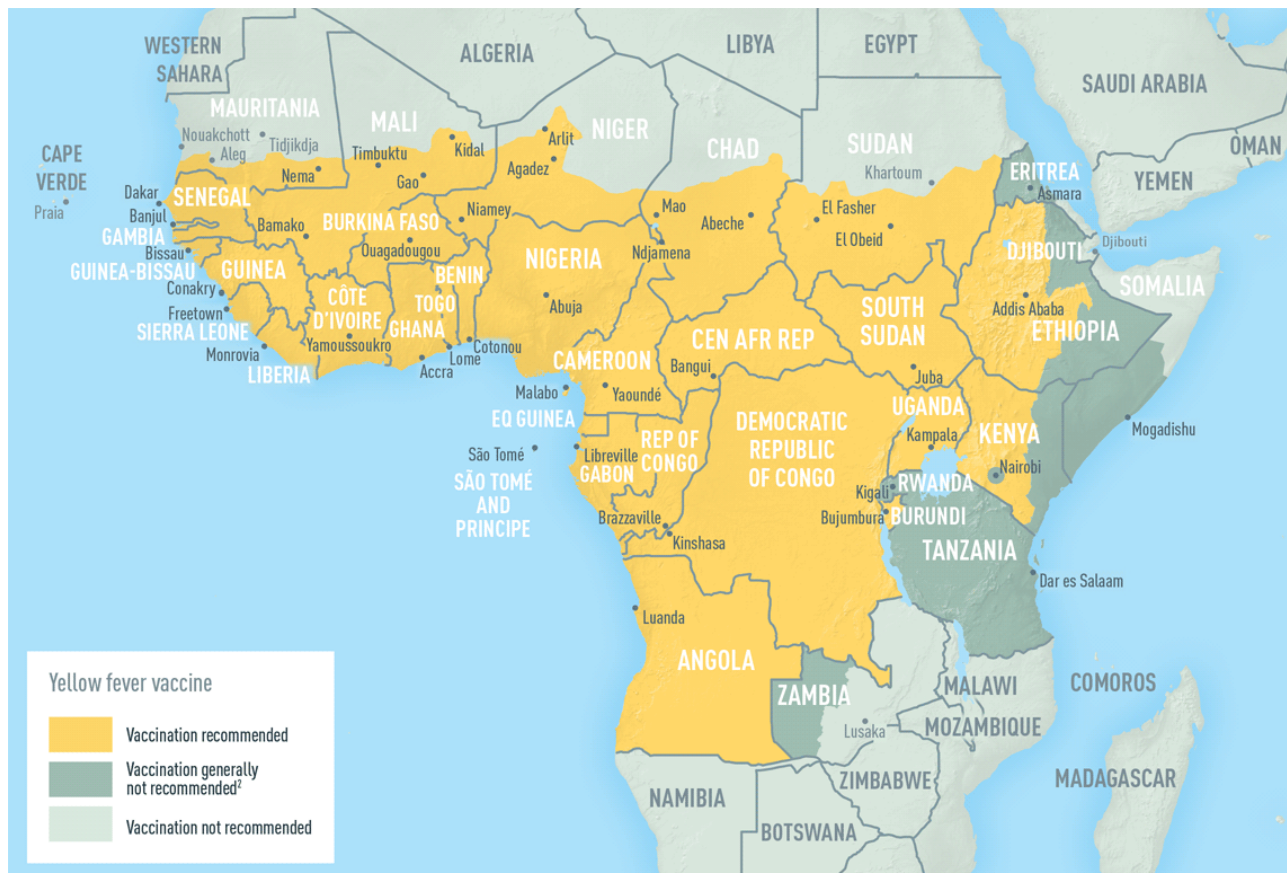 WESTERN
SAHARA
ALGERIA
LIBYA
EGYPT
SAUDI ARABIA
OMAN
YEMEN
MAURITANIA
Nouakchott
Tidjikdja
Aleg
Nema
MALI
Timbuktu
Kidal
Gao
Bamako
NIGER
Arlit
Agadez
Niamey
CHAD
Mao
Abeche
Ndjamena
SUDAN
Khartoum
El Fasher
El Obeid
ERITREA
Asmara
CAPE
VERDE
Praia
Dakar
SENEGAL
Banjul
GAMBIA
Bissau
GUINEA-BISSAU
GUINEA
Conakry
Freetown
SIERRA LEONE
Monrovia
LIBERIA
CÔTE
D'IVOIRE
Yamoussoukro
BURKINA FASO
Ouagadougou
GHANA
Accra
TOGO
Lome
BENIN
Cotonou
NIGERIA
Abuja
CAMEROON
Yaoundé
CEN AFR REP
Bangui
SOUTH
SUDAN
Juba
DJIBOUTI
Djibouti
SOMALIA
Mogadishu
Addis Ababa
ETHIOPIA
Malabo
EQ GUINEA
São Tomé
SÃO TOMÉ
AND
PRINCIPE
Libreville
GABON
REP OF
CONGO
Brazzaville
Kinshasa
DEMOCRATIC
REPUBLIC
OF CONGO
UGANDA
Kampala
KENYA
Nairobi
Kigali
RWANDA
Bujumbura
BURUNDI
TANZANIA
Dar es Salaam
Luanda
ANGOLA
ZAMBIA
Lusaka
MALAWI
MOZAMBIQUE
COMOROS
MADAGASCAR
ZIMBABWE
NAMIBIA
BOTSWANA
Yellow fever vaccine
Vaccination recommended
Vaccination generally
not recommended²
Vaccination not recommended